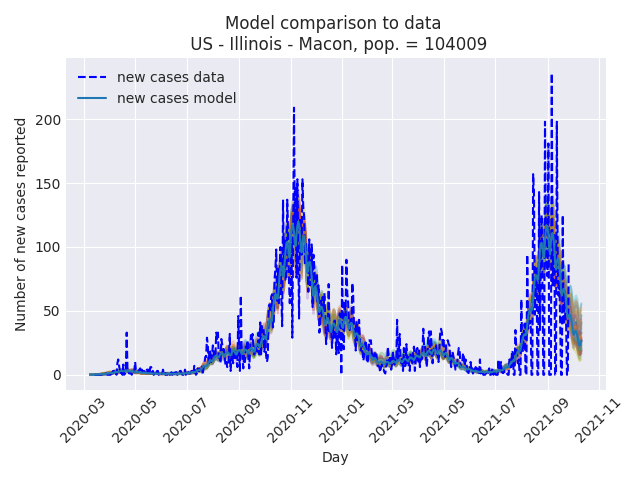 Model comparison to data
US - Illinois - Macon, pop. = 104009
new cases data
new cases model
Number of new cases reported
200
150
100
50
0
2020-03
2020-05
2020-07
2020-09
2020-11
2021-01
2021-03
2021-05
2021-07
2021-09
2021-11
Day